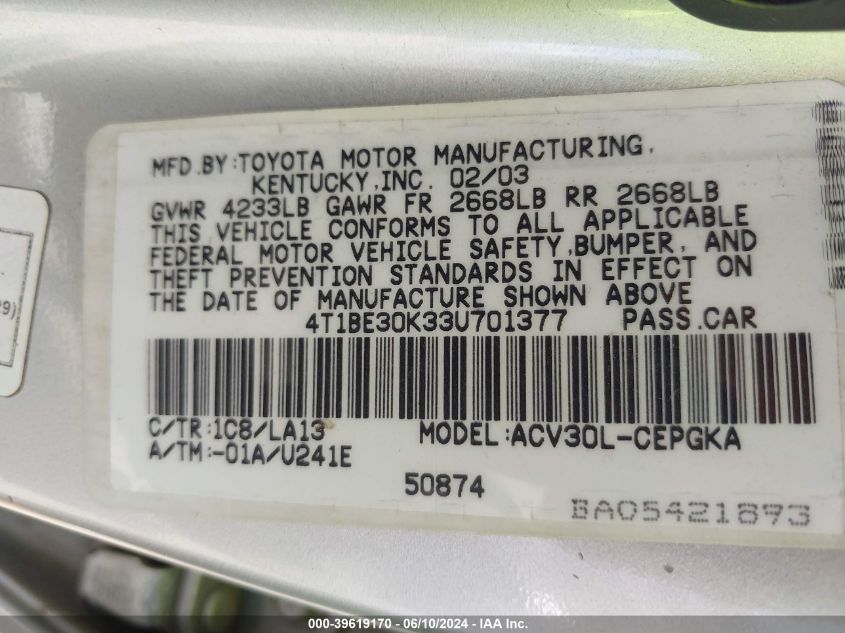 MFD.BY:TOYOTA MOTOR MANUFACTURING,
KENTUCKY,INC. 02/03
GVWR 4233LB GAWR FR 2668LB RR 2668LB
THIS VEHICLE CONFORMS TO ALL APPLICABLE
FEDERAL MOTOR VEHICLE SAFETY,BUMPER, AND
THEFT PREVENTION STANDARDS IN EFFECT ON
THE DATE OF MANUFACTURE SHOWN ABOVE
4T1BE30K33U701377 PASS.CAR
C/TR:1C8/LA13 MODEL:ACV30L-CEPGKA
A/TM:-01A/U241E
50874
BA05421893
000-39619170 - 06/10/2024 - IAA Inc.